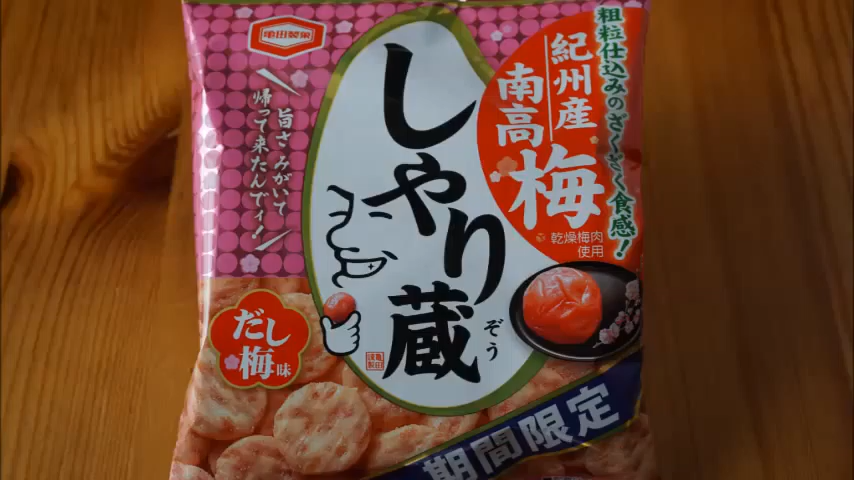 亀田製菓
旨さみがいて
帰って来たんでィ!
しゃり蔵
ぞう
粗粒仕込みのざくざく食感!
紀州産
南高梅
※乾燥梅肉
使用
だし
梅味
期間限定